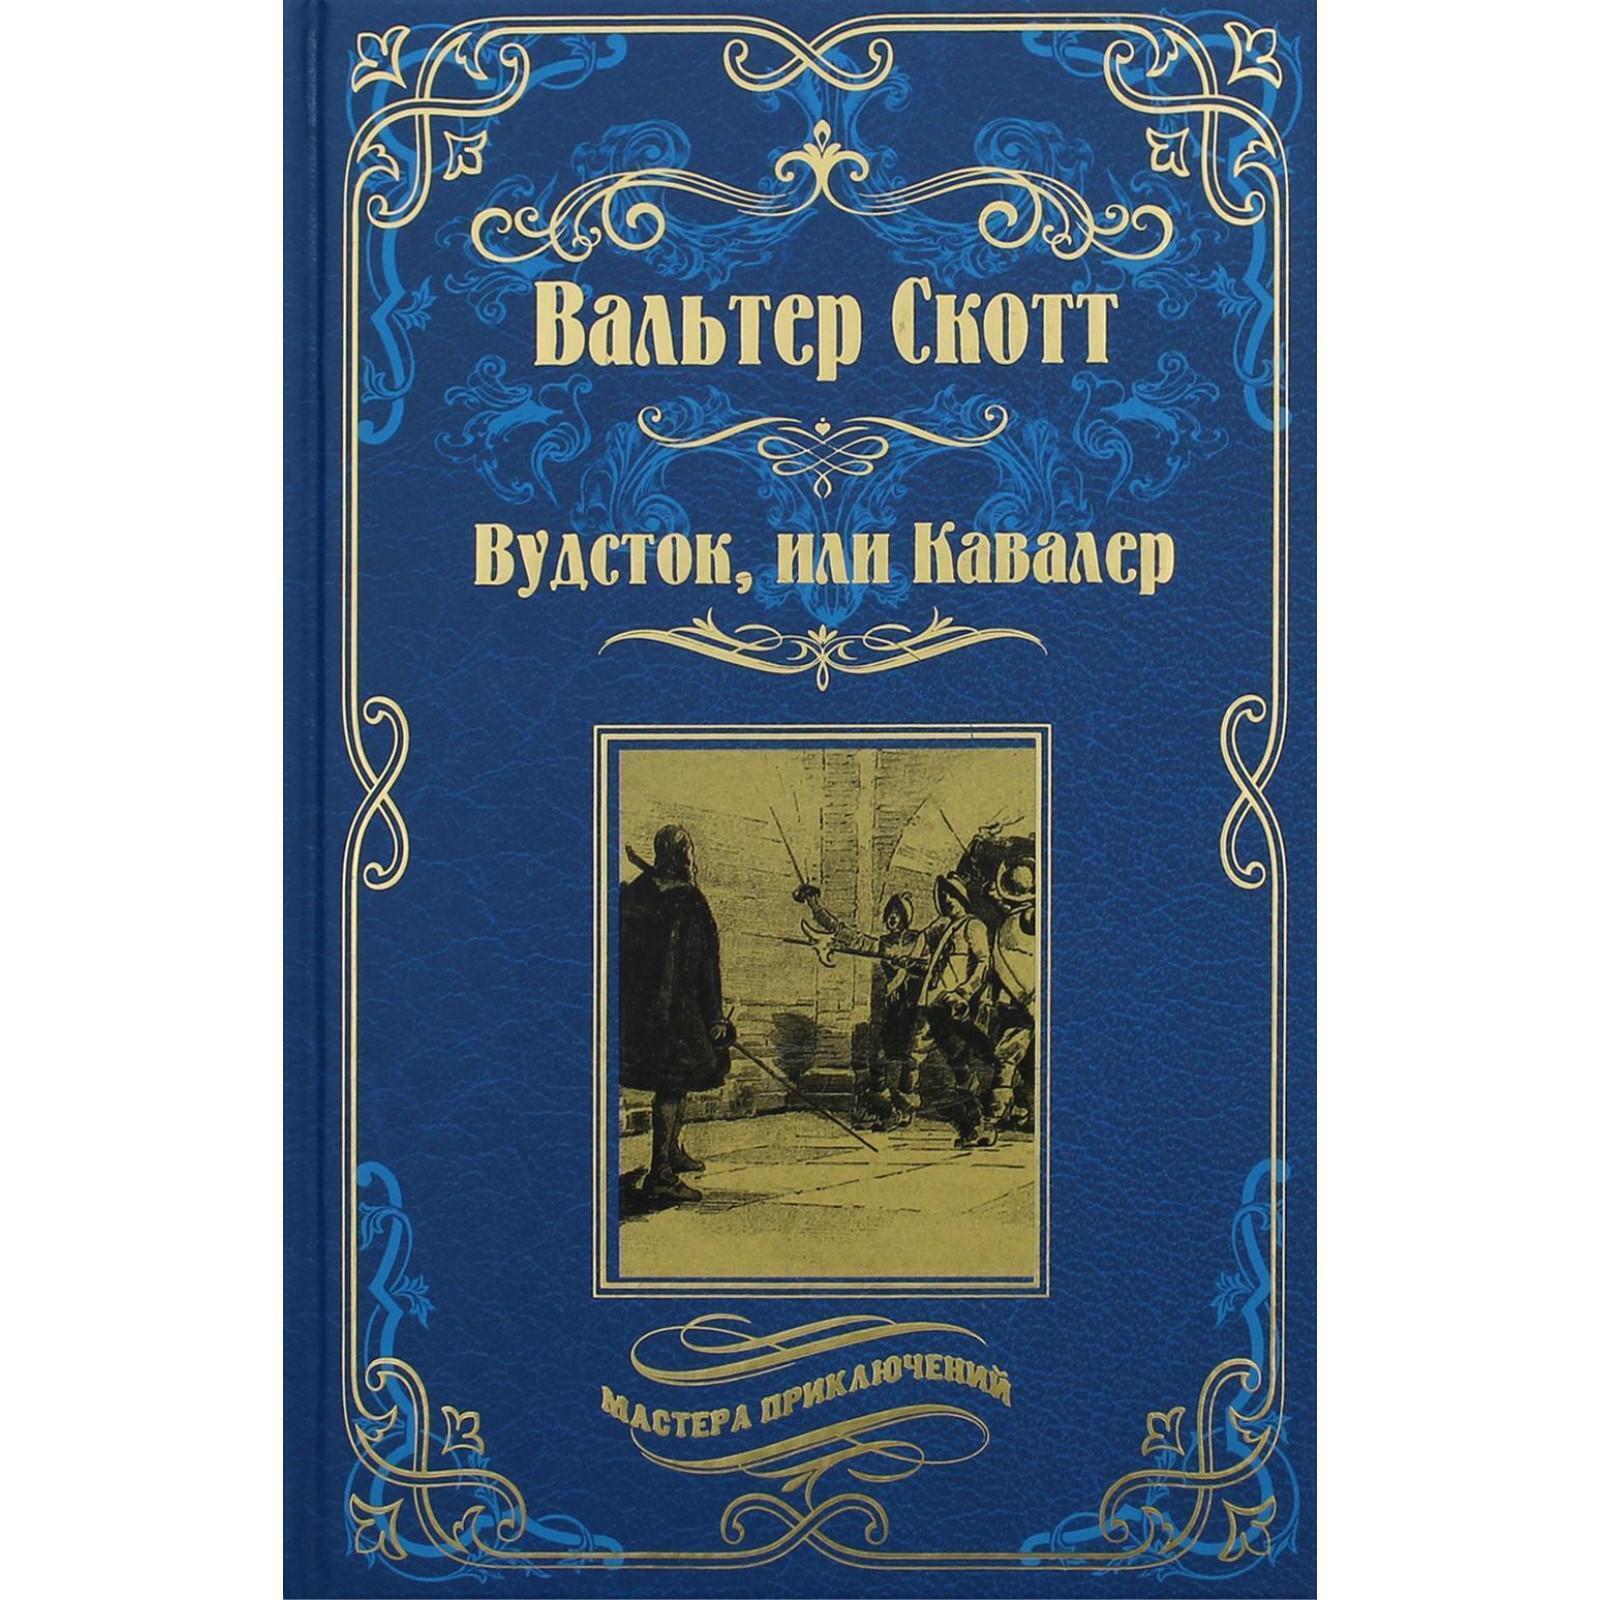 Вальтер Скотт
Вудсток, или Кавалер
МАСТЕРА ПРИКЛЮЧЕНИЙ